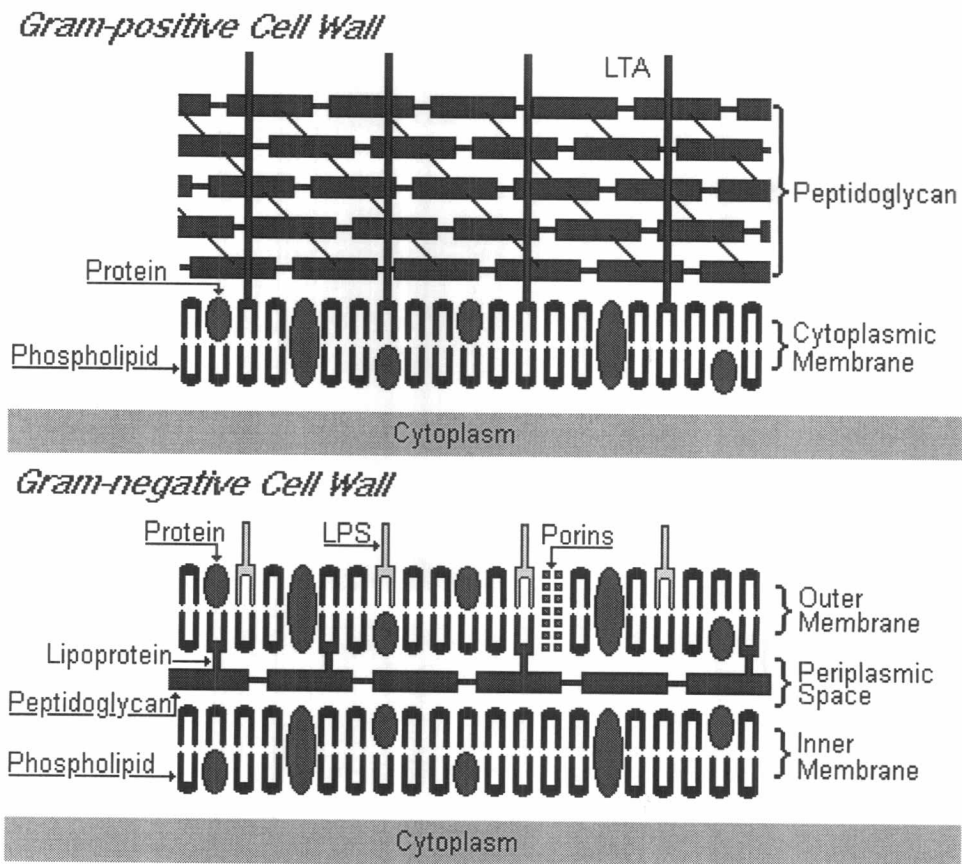 Gram-positive Cell Wall
LTA
Peptidoglycan
Protein
Phospholipid
Cytoplasmic
Membrane
Cytoplasm
Gram-negative Cell Wall
Protein
LPS
Porins
Outer
Membrane
Lipoprotein
Periplasmic
Space
Peptidoglycan
Phospholipid
Inner
Membrane
Cytoplasm